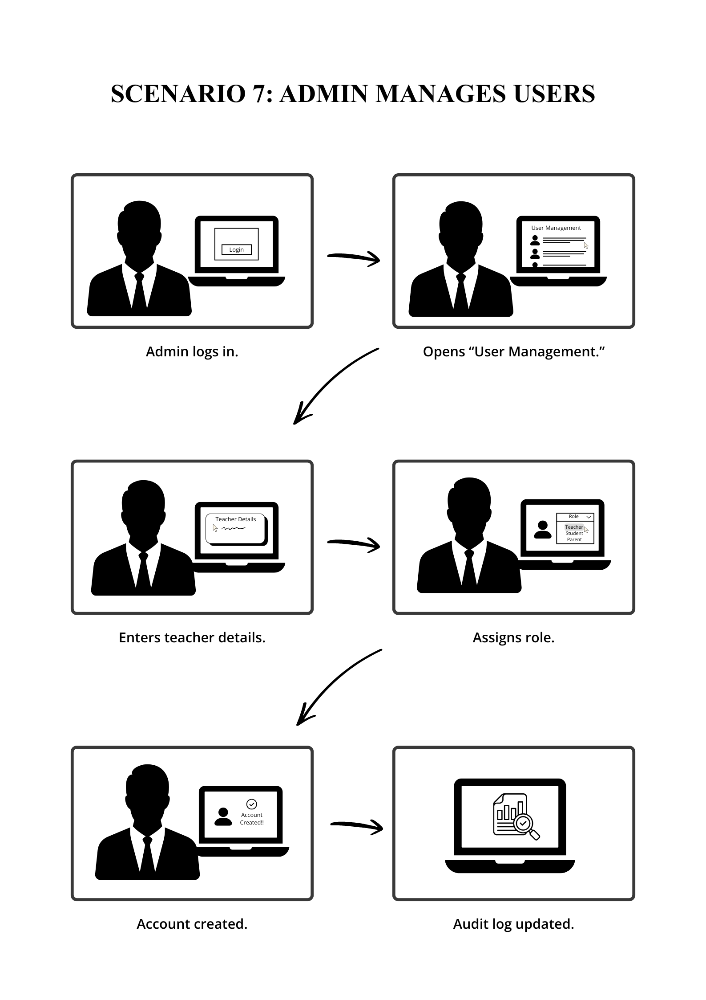 SCENARIO 7: ADMIN MANAGES USERS
Login
User Management
Admin logs in.
Opens “User Management.”
Teacher Details
Role
Teacher
Student
Parent
Enters teacher details.
Assigns role.
Account
Created!!
Account created.
Audit log updated.